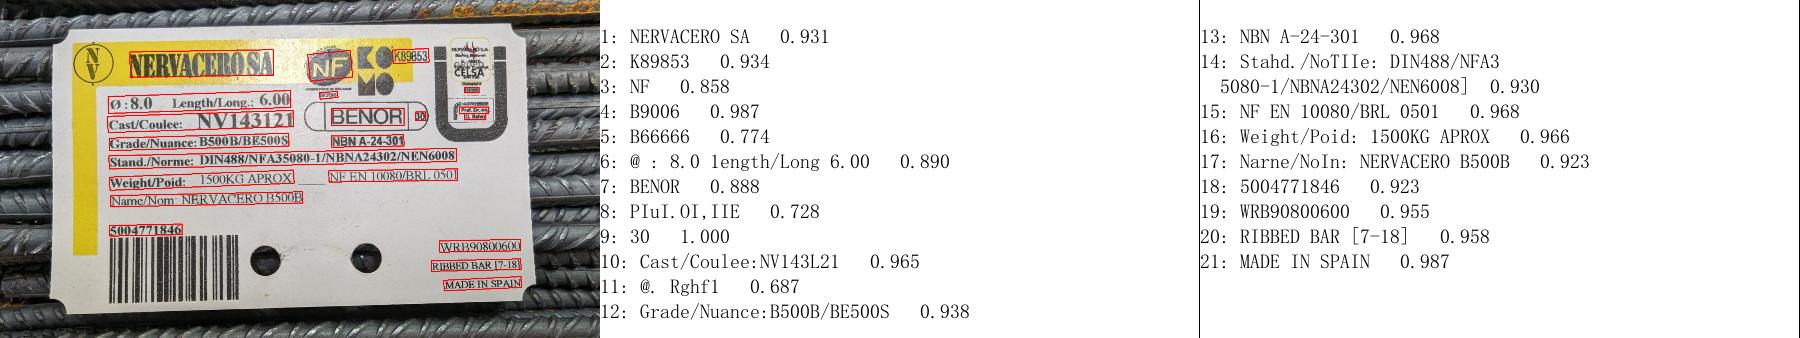 NERVACERO SA
NF
KO
MO
K89853
CELSA
Ø : 8.0 Length/Long.: 6.00
Cast/Coulee: NV143121
BENOR 30
Grade/Nuance: B500B/BE500S
NBN A-24-301
Stand./Norme: DIN488/NFA35080-1/NBNA24302/NEN6008
Weight/Poid: 1500KG APROX
NF EN 10080/BRL 0501
Name/Nom: NERVACERO B500B
5004771846
WRB90800600
RIBBED BAR [7-18]
MADE IN SPAIN
1: NERVACERO SA 0.931
2: K89853 0.934
3: NF 0.858
4: B9006 0.987
5: B66666 0.774
6: @ : 8.0 length/Long 6.00 0.890
7: BENOR 0.888
8: PIuI.OI,IIE 0.728
9: 30 1.000
10: Cast/Coulee:NV143L21 0.965
11: @. Rghf1 0.687
12: Grade/Nuance:B500B/BE500S 0.938
13: NBN A-24-301 0.968
14: Stahd./NoTIIe: DIN488/NFA3
5080-1/NBNA24302/NEN6008] 0.930
15: NF EN 10080/BRL 0501 0.968
16: Weight/Poid: 1500KG APROX 0.966
17: Narne/NoIn: NERVACERO B500B 0.923
18: 5004771846 0.923
19: WRB90800600 0.955
20: RIBBED BAR [7-18] 0.958
21: MADE IN SPAIN 0.987